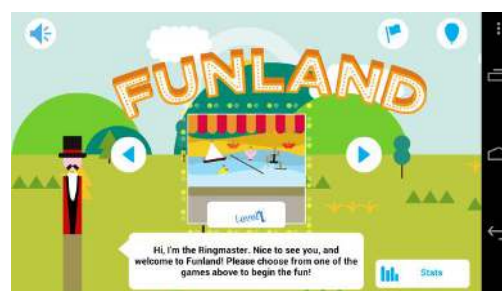 FUNLAND
Level 1
Hi, I'm the Ringmaster. Nice to see you, and
welcome to Funland! Please choose from one of the
games above to begin the fun!
Stats